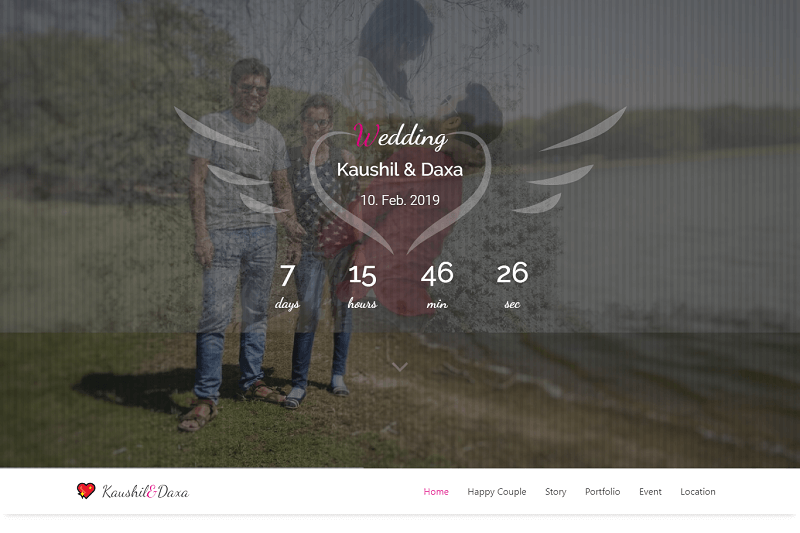 Wedding
Kaushil & Daxa
10. Feb. 2019
7 15 46 26
days hours min sec
Kaushil&Daxa Home Happy Couple Story Portfolio Event Location